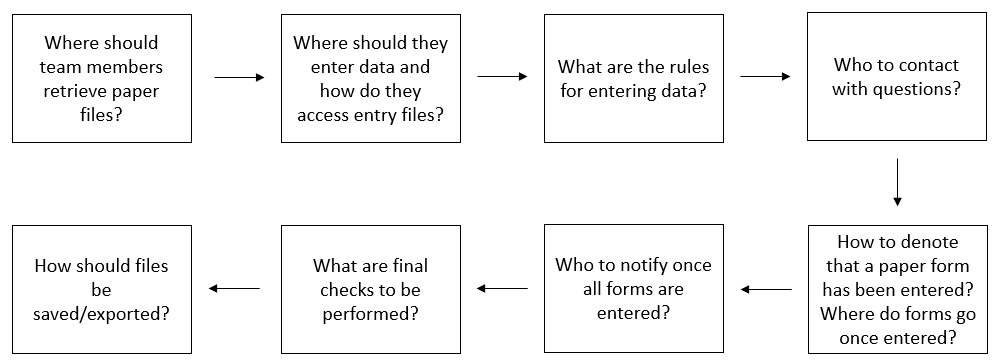 Where should
team members
retrieve paper
files?
Where should they
enter data and
how do they
access entry files?
What are the rules
for entering data?
Who to contact
with questions?
How to denote
that a paper form
has been entered?
Where do forms go
once entered?
Who to notify once
all forms are
entered?
What are final
checks to be
performed?
How should files
be
saved/exported?